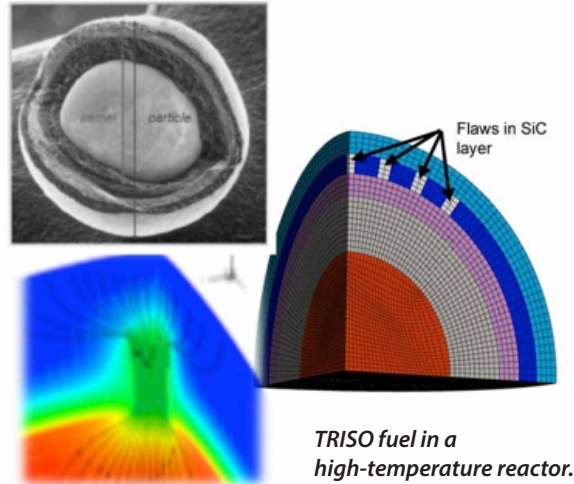 kernel
particle
Flaws in SiC
layer
TRISO fuel in a
high-temperature reactor.